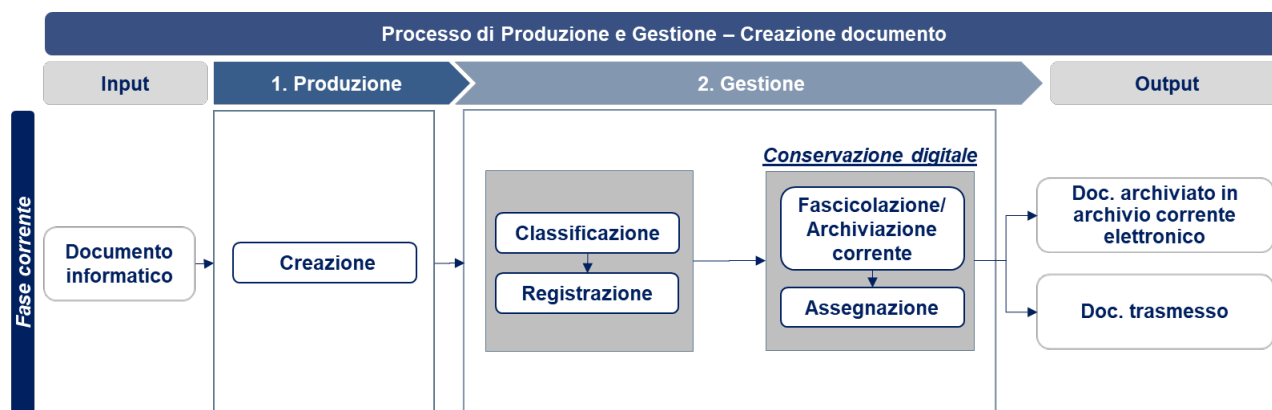 Processo di Produzione e Gestione – Creazione documento
Input
1. Produzione
2. Gestione
Output
Fase corrente
Documento
informatico
Creazione
Classificazione
Registrazione
Conservazione digitale
Fascicolazione/
Archiviazione
corrente
Assegnazione
Doc. archiviato in
archivio corrente
elettronico
Doc. trasmesso